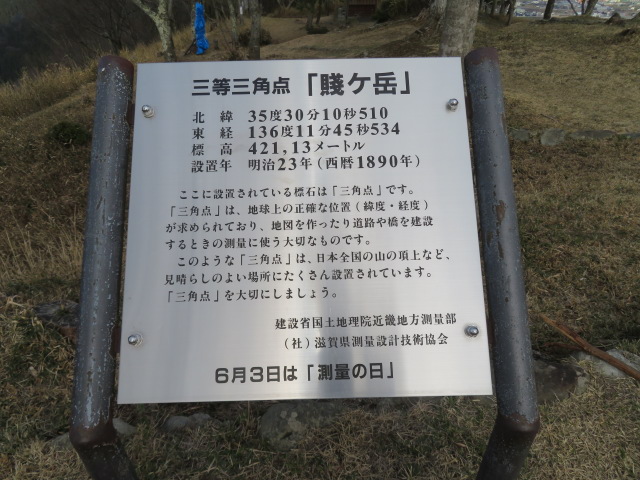 三等三角点「賤ケ岳」
北緯 35度30分10秒510
東経 136度11分45秒534
標高 421,13メートル
設置年 明治23年(西暦1890年)
ここに設置されている標石は「三角点」です。
「三角点」は、地球上の正確な位置(緯度・経度)
が求められており、地図を作ったり道路や橋を建設
するときの測量に使う大切なものです。
このような「三角点」は、日本全国の山の頂上など、
見晴らしのよい場所にたくさん設置されています。
「三角点」を大切にしましょう。
建設省国土地理院近畿地方測量部
(社)滋賀県測量設計技術協会
6月3日は「測量の日」